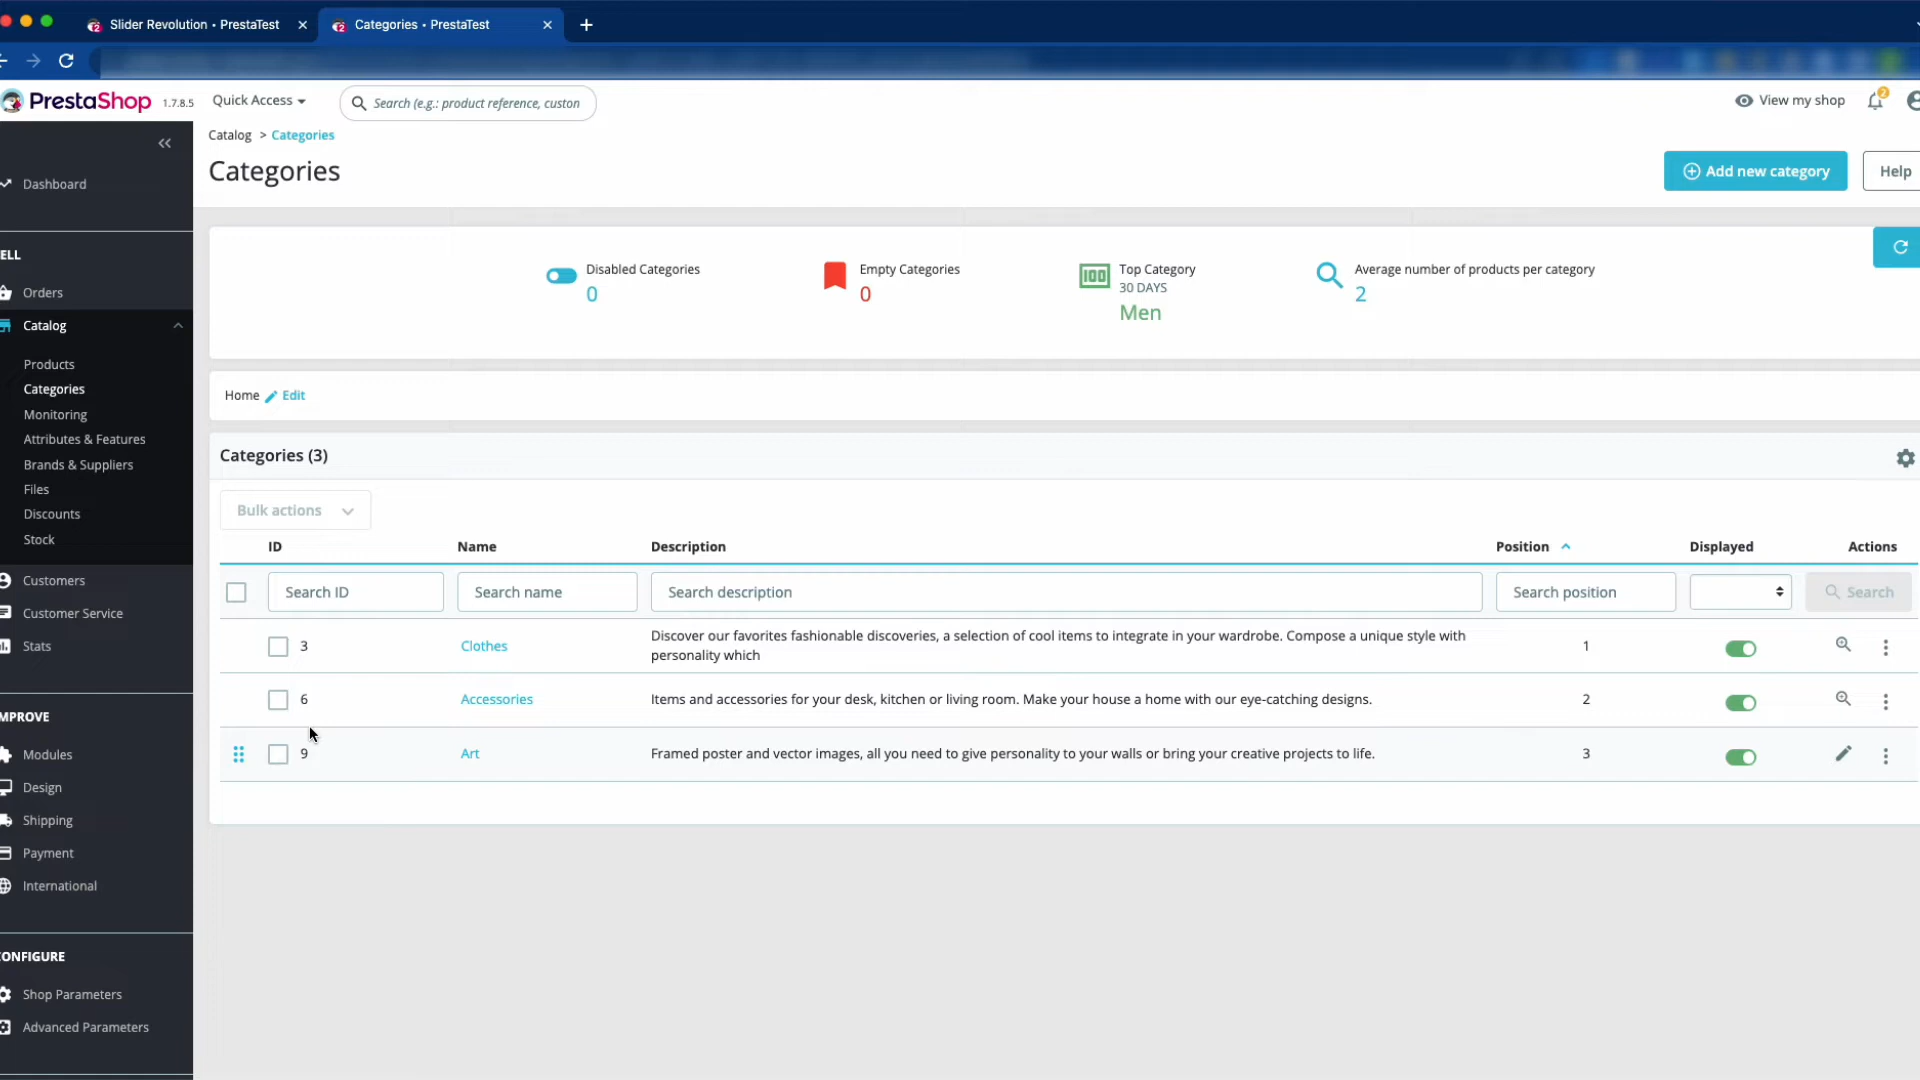 Slider Revolution • PrestaTest
Categories • PrestaTest
PrestaShop 1.7.8.5
Quick Access
Search (e.g.: product reference, custon
View my shop
2
Catalog > Categories
Categories
Add new category
Help
Dashboard
ELL
Orders
Catalog
Products
Categories
Monitoring
Attributes & Features
Brands & Suppliers
Files
Discounts
Stock
Customers
Customer Service
Stats
MPROVE
Modules
Design
Shipping
Payment
International
ONFIGURE
Shop Parameters
Advanced Parameters
Disabled Categories
0
Empty Categories
0
100
Top Category
30 DAYS
Men
Average number of products per category
2
Home Edit
Categories (3)
Bulk actions
ID Name Description Position Displayed Actions
Search ID Search name Search description Search position Search
3 Clothes Discover our favorites fashionable discoveries, a selection of cool items to integrate in your wardrobe. Compose a unique style with 1
personality which
6 Accessories Items and accessories for your desk, kitchen or living room. Make your house a home with our eye-catching designs. 2
9 Art Framed poster and vector images, all you need to give personality to your walls or bring your creative projects to life. 3